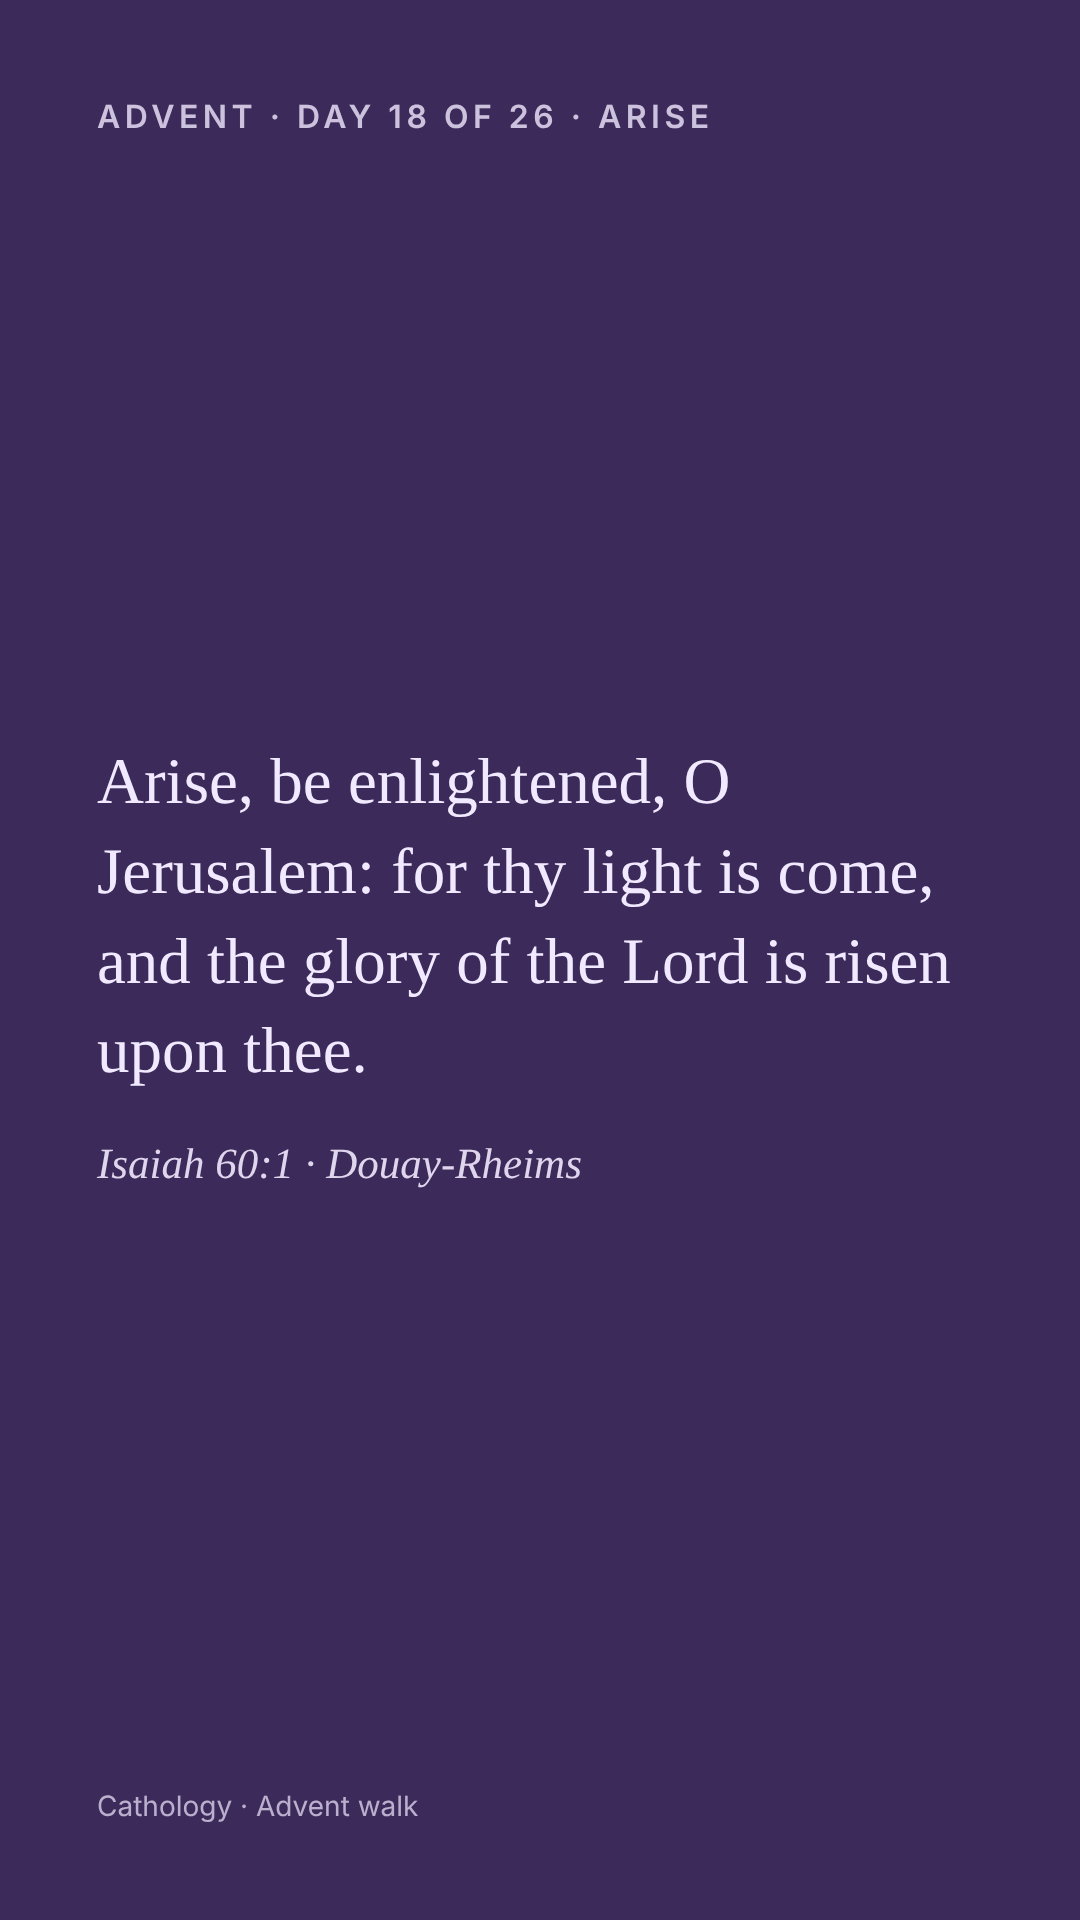 ADVENT · DAY 18 OF 26 · ARISE
Arise, be enlightened, O
Jerusalem: for thy light is come,
and the glory of the Lord is risen
upon thee.
Isaiah 60:1 · Douay-Rheims
Cathology · Advent walk